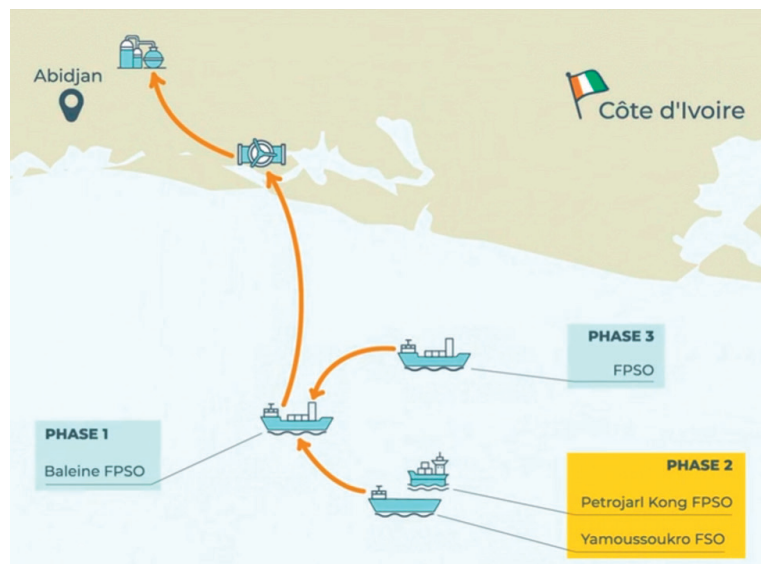 Abidjan
Côte d'Ivoire
PHASE 3
FPSO
PHASE 1
Baleine FPSO
PHASE 2
Petrojarl Kong FPSO
Yamoussoukro FSO